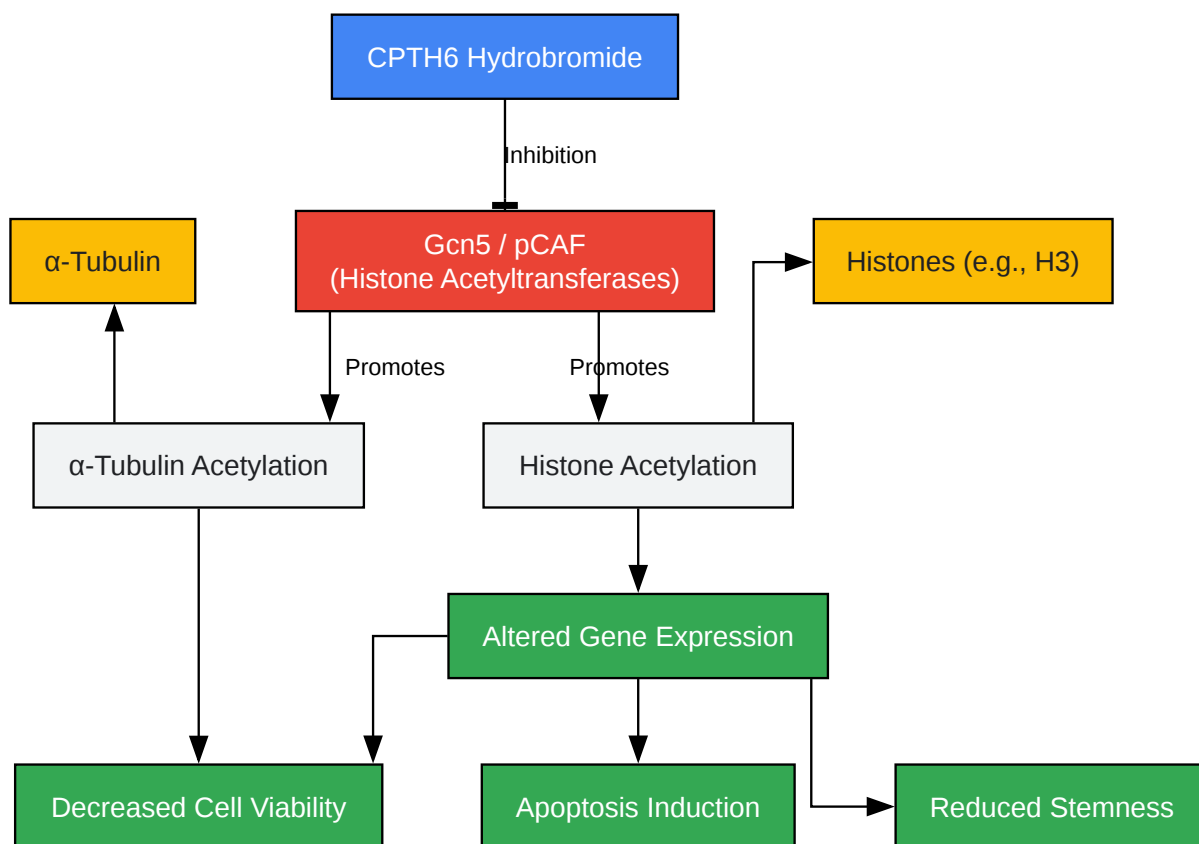 CPTH6 Hydrobromide
Inhibition
α-Tubulin
Gcn5 / pCAF
(Histone Acetyltransferases)
Histones (e.g., H3)
Promotes
Promotes
α-Tubulin Acetylation
Histone Acetylation
Altered Gene Expression
Decreased Cell Viability
Apoptosis Induction
Reduced Stemness